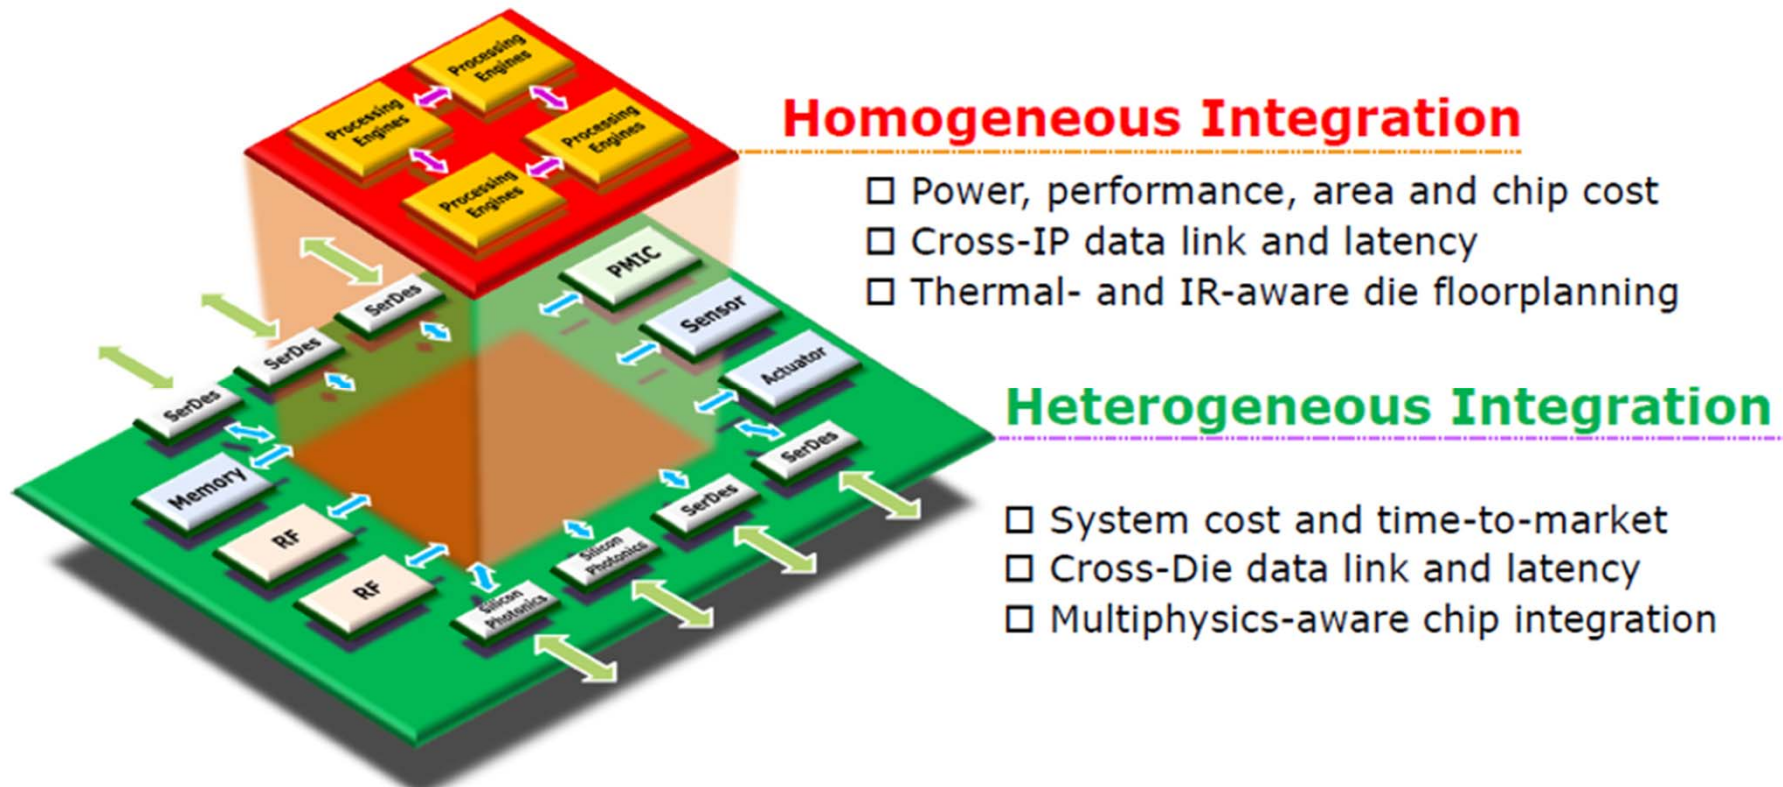 Processing
Engines
Processing
Engines
Processing
Engines
Processing
Engines
Homogeneous Integration
Power, performance, area and chip cost
Cross-IP data link and latency
Thermal- and IR-aware die floorplanning
PMIC
Sensor
Actuator
SerDes
SerDes
SerDes
Memory
RF
RF
Silicon
Photonics
Silicon
Photonics
SerDes
SerDes
Heterogeneous Integration
System cost and time-to-market
Cross-Die data link and latency
Multiphysics-aware chip integration